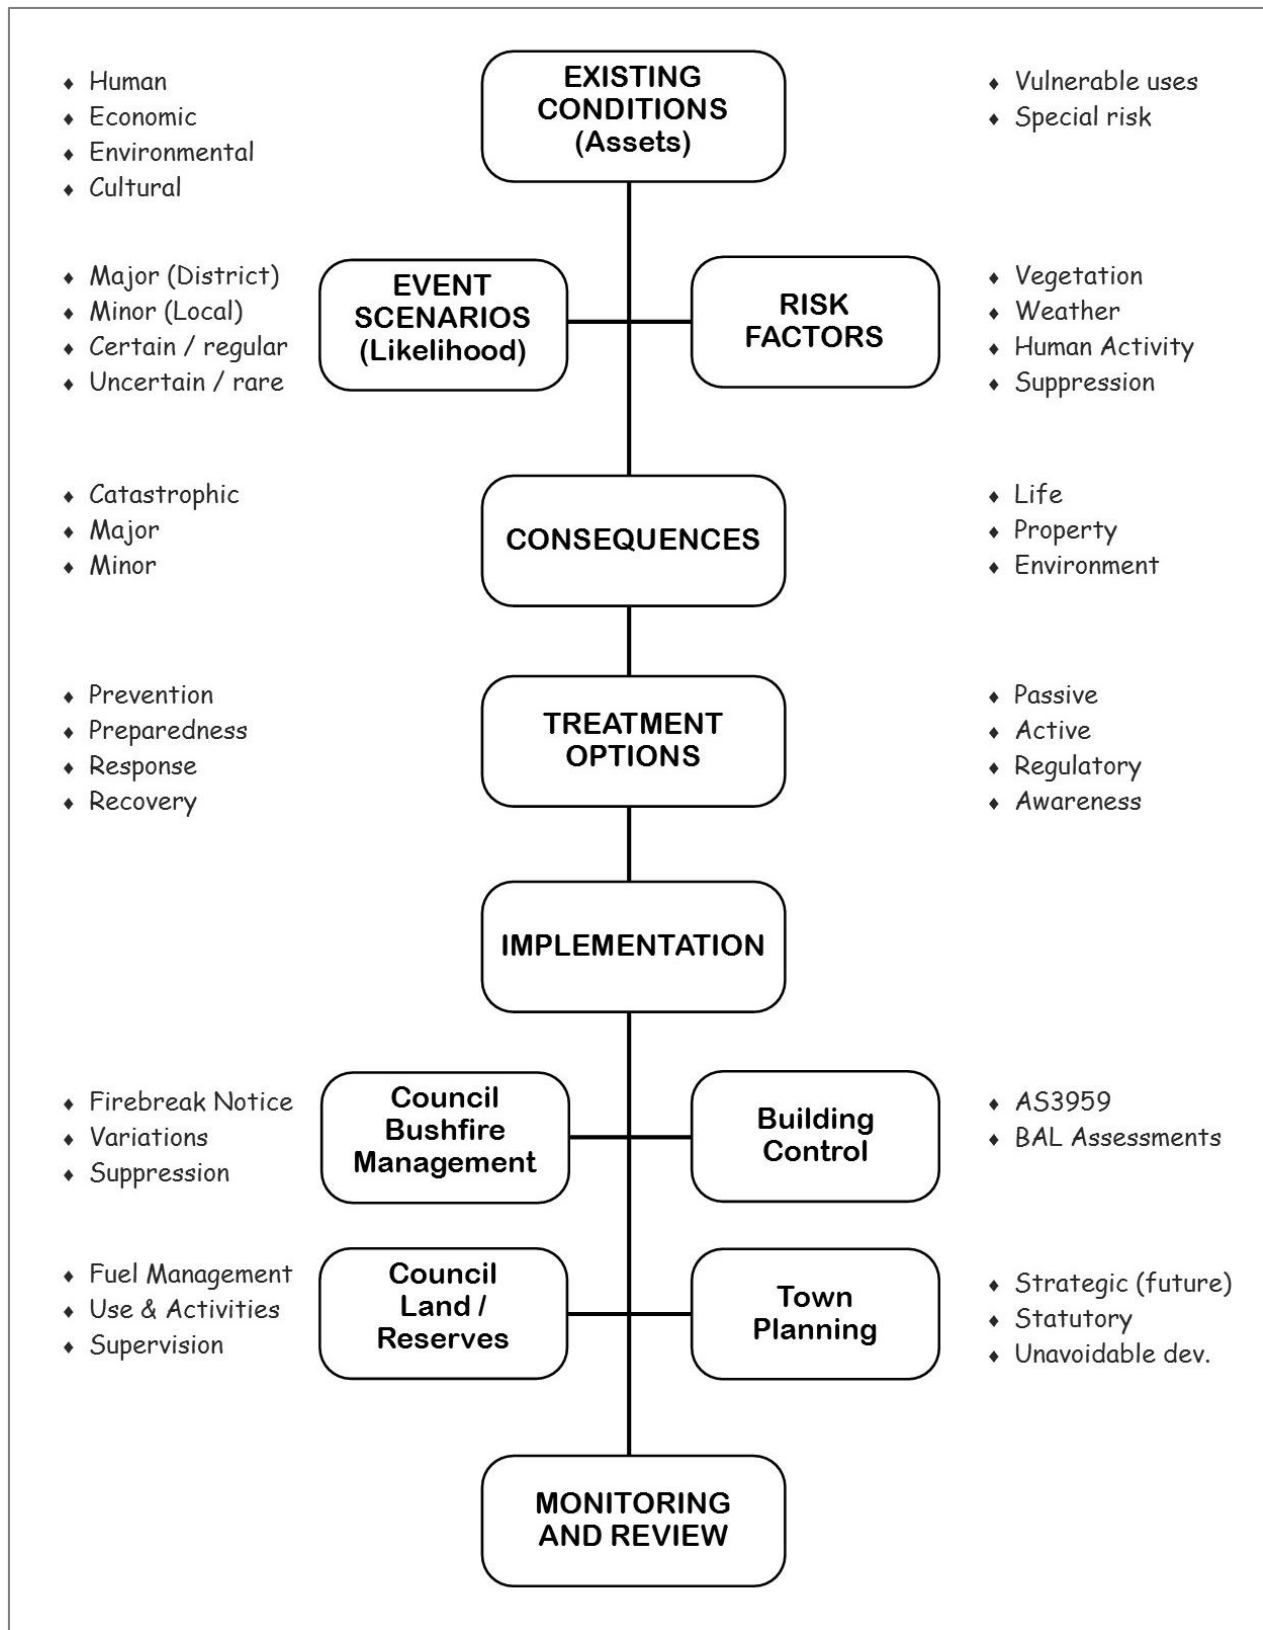 EXISTING
CONDITIONS
(Assets)
♦ Human
♦ Economic
♦ Environmental
♦ Cultural
♦ Vulnerable uses
♦ Special risk
♦ Major (District)
♦ Minor (Local)
♦ Certain / regular
♦ Uncertain / rare
EVENT
SCENARIOS
(Likelihood)
RISK
FACTORS
♦ Vegetation
♦ Weather
♦ Human Activity
♦ Suppression
♦ Catastrophic
♦ Major
♦ Minor
CONSEQUENCES
♦ Life
♦ Property
♦ Environment
♦ Prevention
♦ Preparedness
♦ Response
♦ Recovery
TREATMENT
OPTIONS
♦ Passive
♦ Active
♦ Regulatory
♦ Awareness
IMPLEMENTATION
♦ Firebreak Notice
♦ Variations
♦ Suppression
Council
Bushfire
Management
Building
Control
♦ AS3959
♦ BAL Assessments
♦ Fuel Management
♦ Use & Activities
♦ Supervision
Council
Land /
Reserves
Town
Planning
♦ Strategic (future)
♦ Statutory
♦ Unavoidable dev.
MONITORING
AND REVIEW